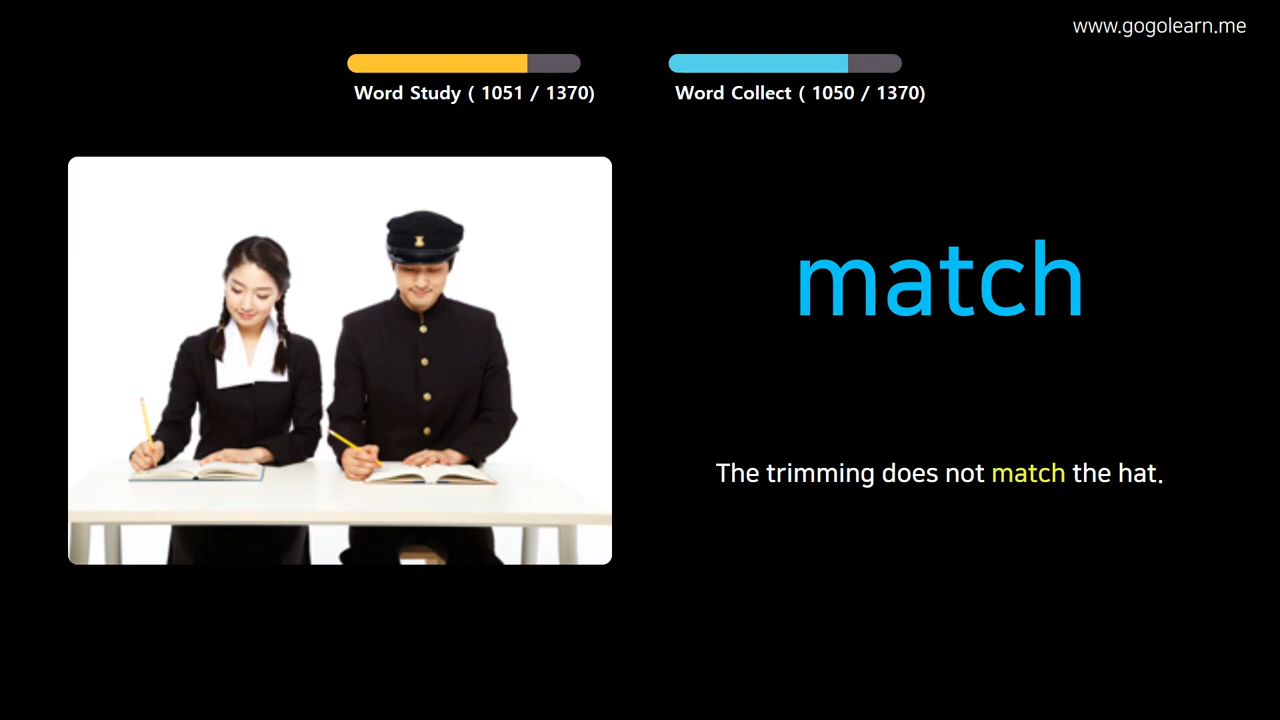 www.gogolearn.me
Word Study ( 1051 / 1370)
Word Collect ( 1050 / 1370)
match
The trimming does not match the hat.